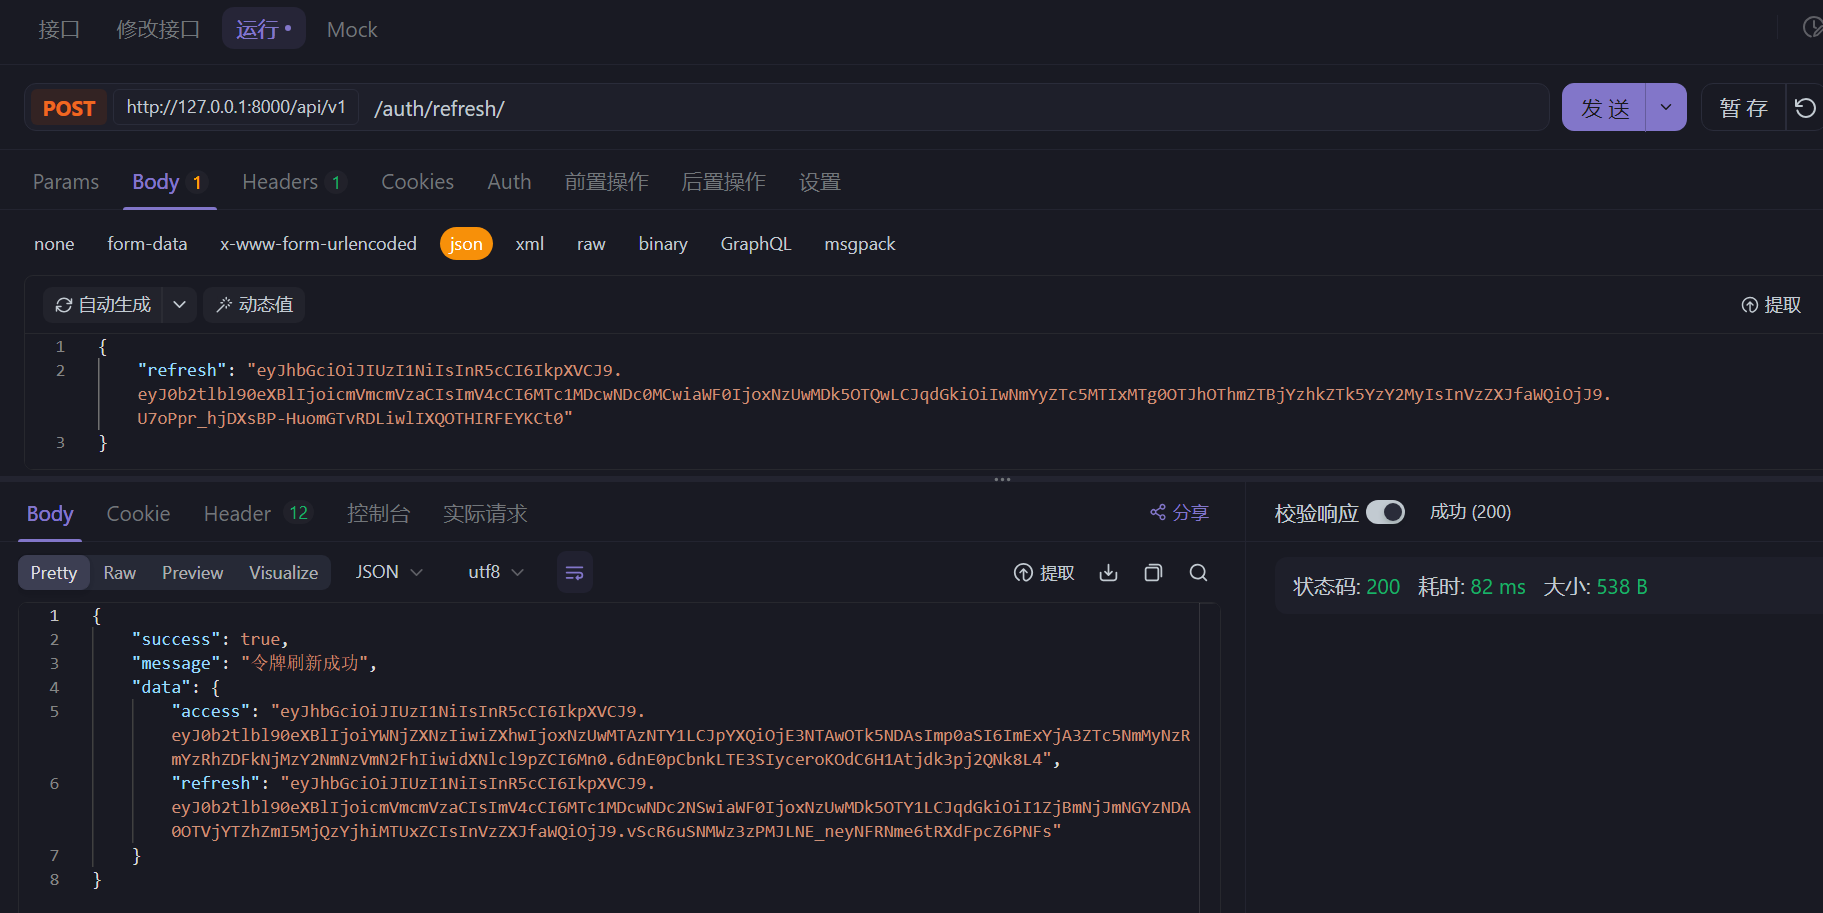 接口 修改接口 运行 Mock
POST http://127.0.0.1:8000/api/v1 /auth/refresh/ 发 送 暂 存
Params Body 1 Headers 1 Cookies Auth 前置操作 后置操作 设置
none form-data x-www-form-urlencoded json xml raw binary GraphQL msgpack
自动生成 动态值 提取
1 {
2 "refresh": "eyJhbGciOiJIUzI1NiIsInR5cCI6IkpXVCJ9.
eyJ0b2tlbl90eXBlIjoicmVmcmVzaCIsImV4cCI6MTc1MDcwNDc0MCwiaWF0IjoxNzUwMDk5OTQwLCJqdGkiOiIwNmYyZTc5MTIxMTg0OTJhOThmZTBjYzhkZTk5YzY2MyIsInVzZXJfaWQiOjJ9.
U7oPpr_hjDXsBP-HuomGTvRDLiwlIXQOTHIRFEYKCt0"
3 }
Body Cookie Header 12 控制台 实际请求 分享 校验响应 成功 (200)
Pretty Raw Preview Visualize JSON utf8 提取
状态码: 200 耗时: 82 ms 大小: 538 B
1 {
2 "success": true,
3 "message": "令牌刷新成功",
4 "data": {
5 "access": "eyJhbGciOiJIUzI1NiIsInR5cCI6IkpXVCJ9.
eyJ0b2tlbl90eXBlIjoiYWNjZXNzIiwiZXhwIjoxNzUwMTAzNTY1LCJpYXQiOjE3NTAwOTk5NDAsImp0aSI6ImExYjA3ZTc5NmMyNzR
mYzRhZDFkNjMzY2NmNzVmN2FhIiwidXNlcl9pZCI6Mn0.6dnE0pCbnkLTE3SIyceroKOdC6H1Atjdk3pj2QNk8L4",
6 "refresh": "eyJhbGciOiJIUzI1NiIsInR5cCI6IkpXVCJ9.
eyJ0b2tlbl90eXBlIjoicmVmcmVzaCIsImV4cCI6MTc1MDcwNDc2NSwiaWF0IjoxNzUwMDk5OTY1LCJqdGkiOiI1ZjBmNjJmNGYzNDA
0OTVjYTZhZmI5MjQzYjhiMTUxZCIsInVzZXJfaWQiOjJ9.vScR6uSNMWz3zPMJLNE_neyNFRNme6tRXdFpcZ6PNFs"
7 }
8 }